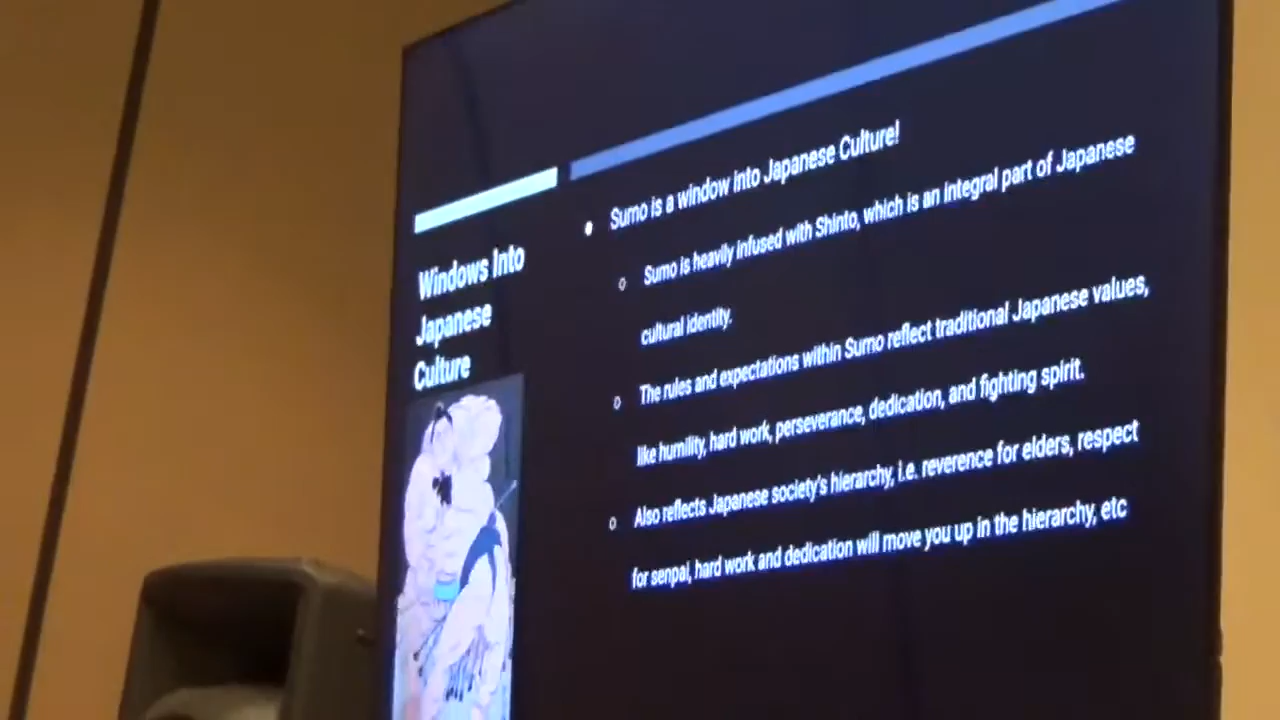 Windows Into
Japanese
Culture
● Sumo is a window into Japanese Culture!
○ Sumo is heavily infused with Shinto, which is an integral part of Japanese
cultural identity.
○ The rules and expectations within Sumo reflect traditional Japanese values,
like humility, hard work, perseverance, dedication, and fighting spirit.
○ Also reflects Japanese society's hierarchy, i.e. reverence for elders, respect
for senpai, hard work and dedication will move you up in the hierarchy, etc